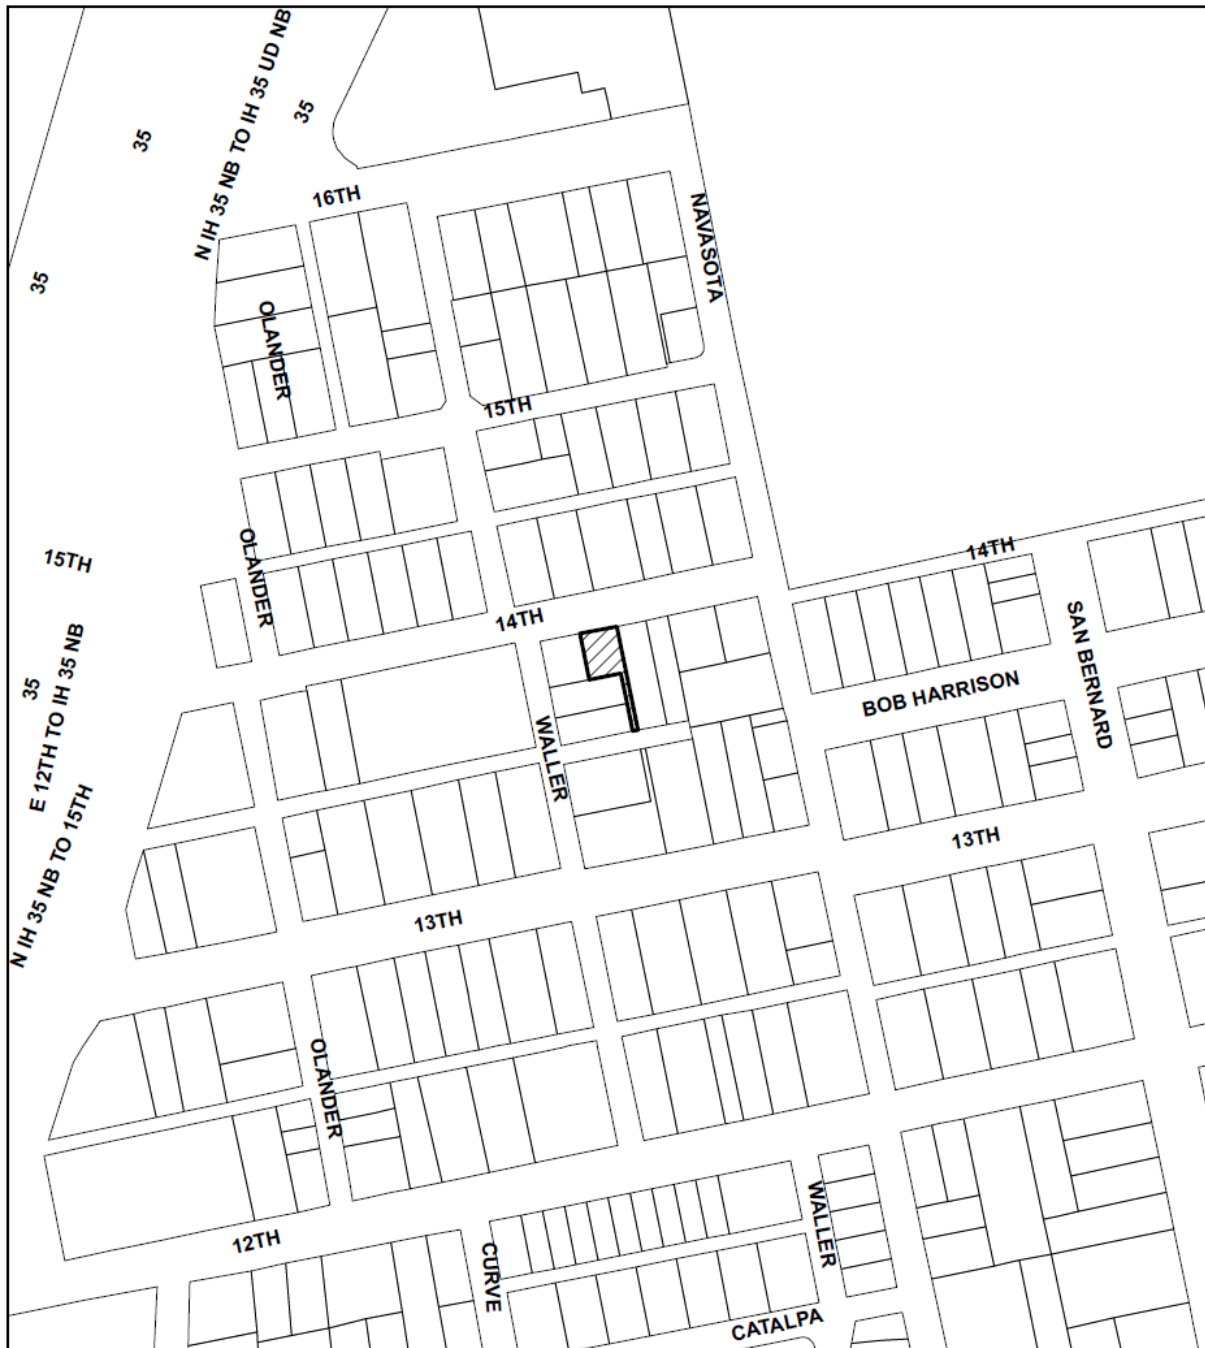 N IH 35 NB TO IH 35 UD NB
35
35
16TH
NAVASOTA
35
OLANDER
15TH
OLANDER
15TH
14TH
14TH
SAN BERNARD
35
E 12TH TO IH 35 NB
BOB HARRISON
WALLER
N IH 35 NB TO 15TH
13TH
13TH
OLANDER
WALLER
12TH
CURVE
CATALPA